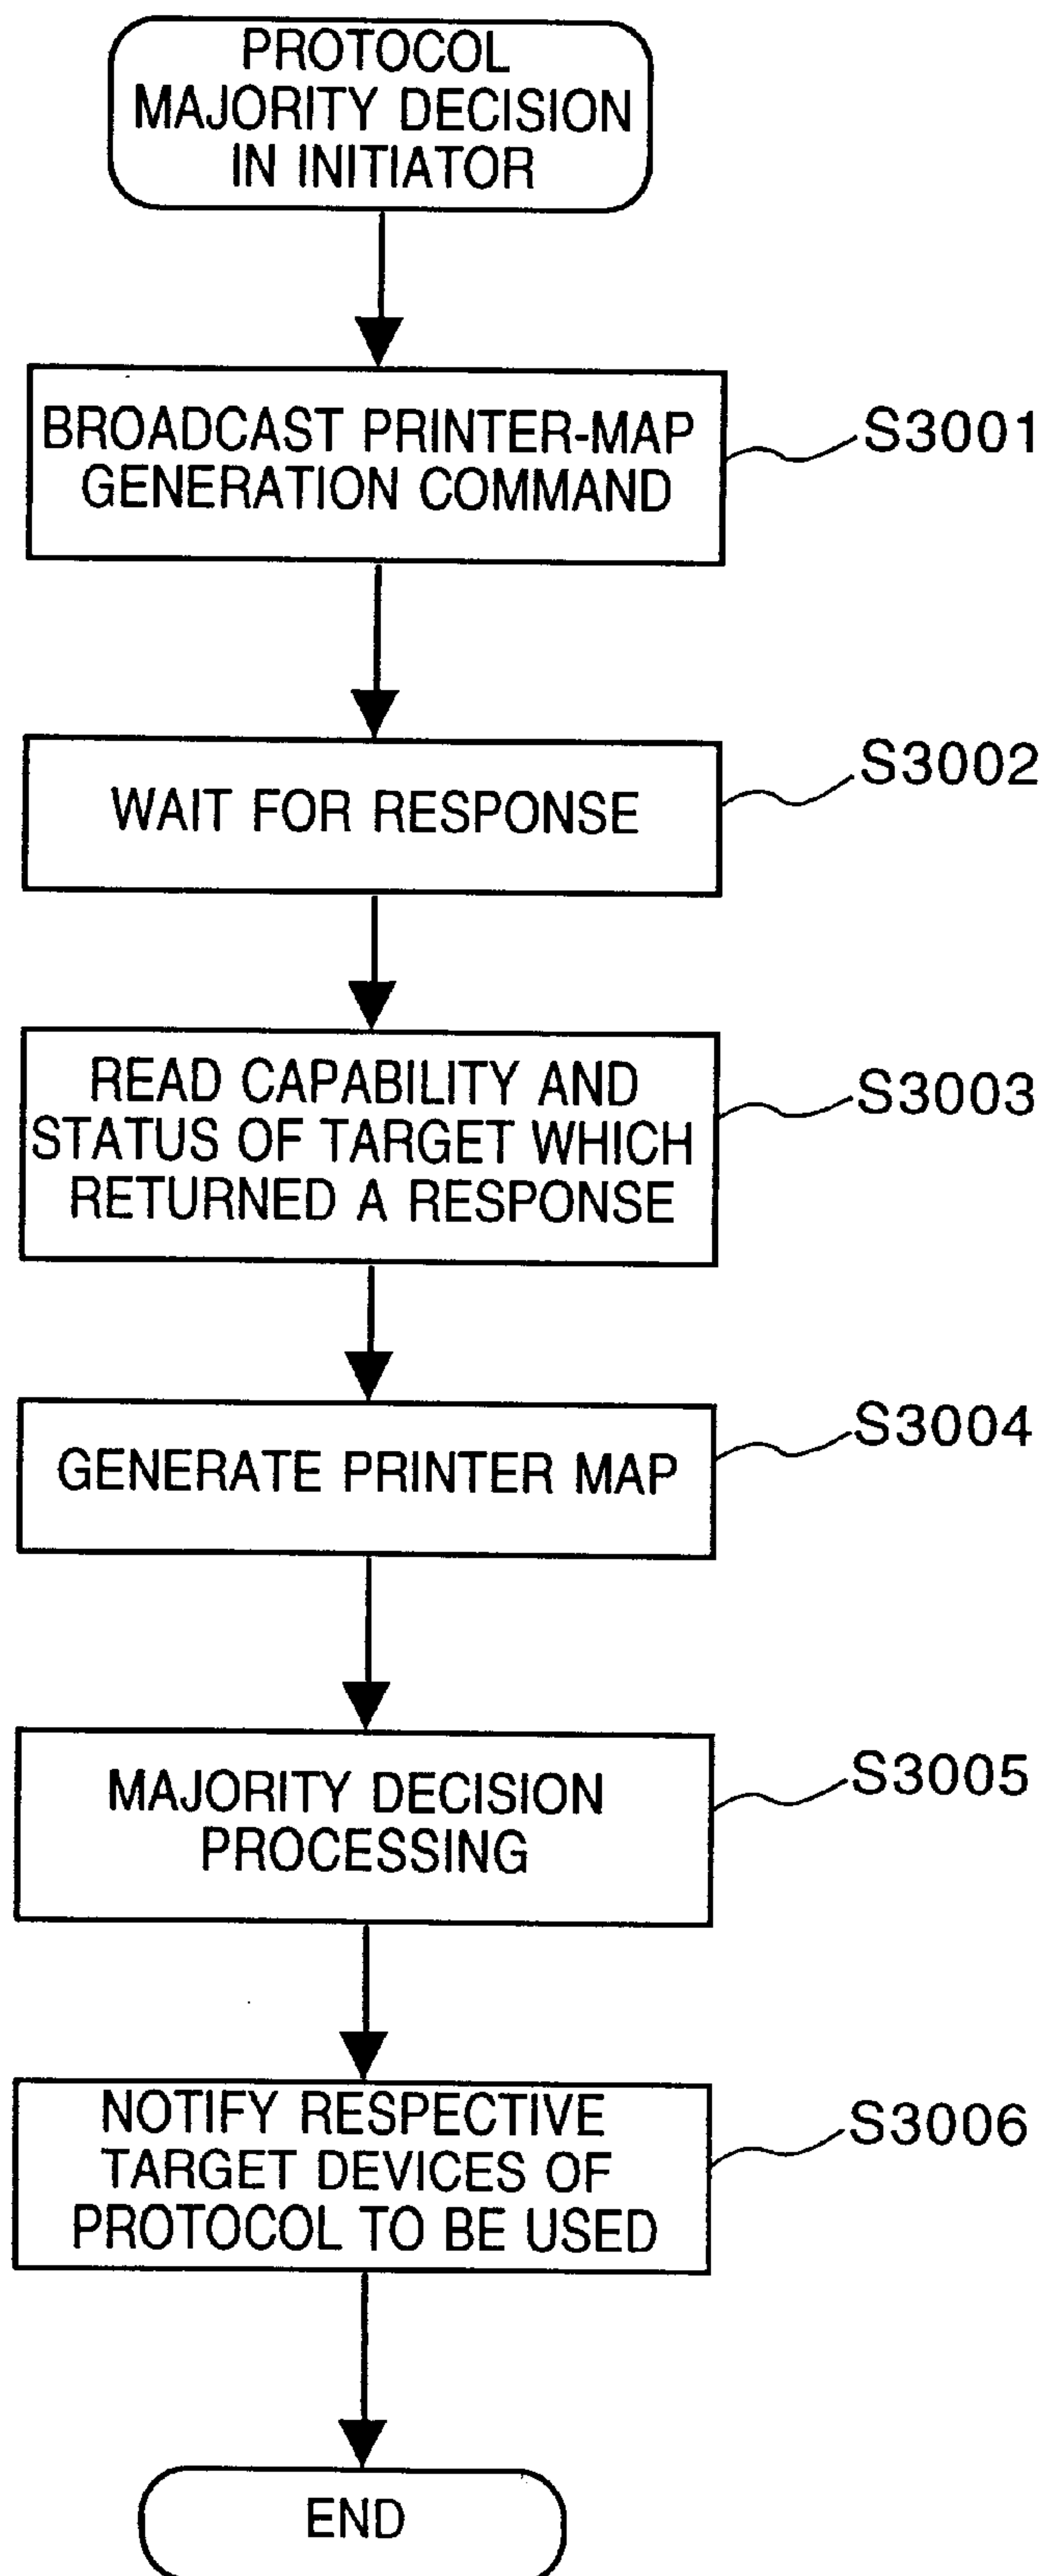 PROTOCOL
MAJORITY DECISION
IN INITIATOR
BROADCAST PRINTER-MAP
GENERATION COMMAND
S3001
WAIT FOR RESPONSE
S3002
READ CAPABILITY AND
STATUS OF TARGET WHICH
RETURNED A RESPONSE
S3003
GENERATE PRINTER MAP
S3004
MAJORITY DECISION
PROCESSING
S3005
NOTIFY RESPECTIVE
TARGET DEVICES OF
PROTOCOL TO BE USED
S3006
END